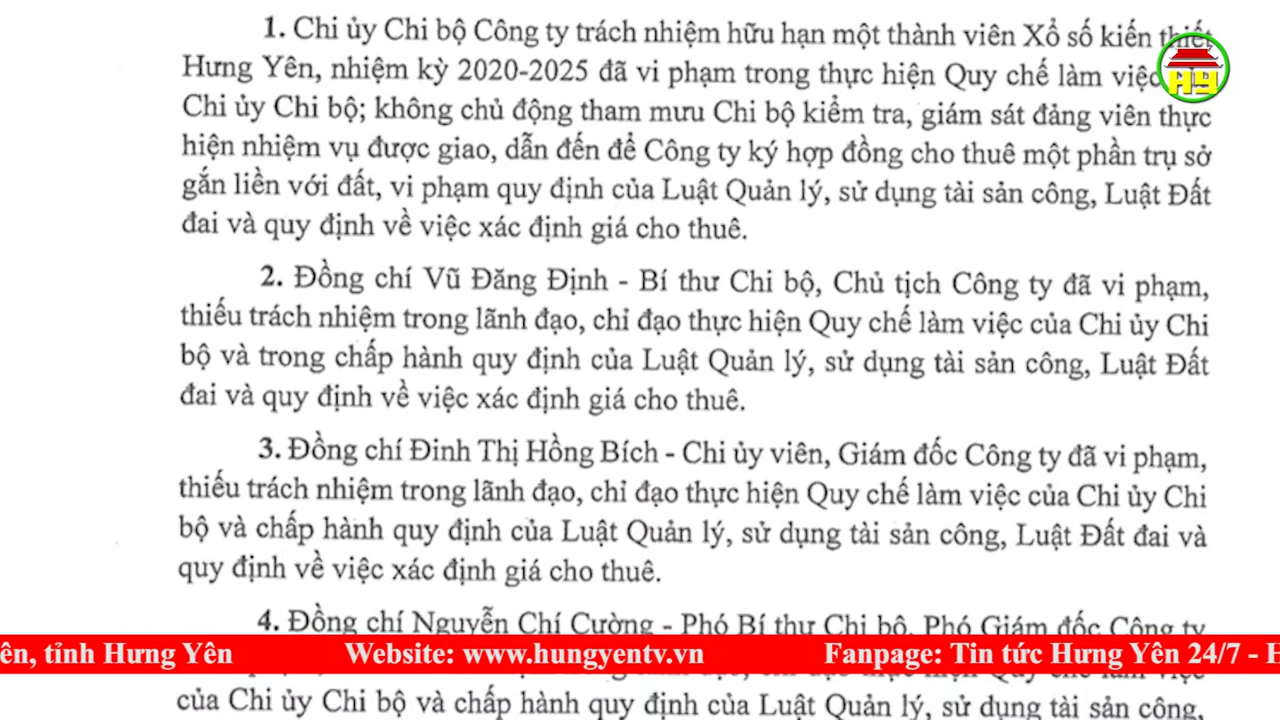 1. Chi ủy Chi bộ Công ty trách nhiệm hữu hạn một thành viên Xổ số kiến thiết
Hưng Yên, nhiệm kỳ 2020-2025 đã vi phạm trong thực hiện Quy chế làm việc
Chi ủy Chi bộ; không chủ động tham mưu Chi bộ kiểm tra, giám sát đảng viên thực
hiện nhiệm vụ được giao, dẫn đến để Công ty ký hợp đồng cho thuê một phần trụ sở
gắn liền với đất, vi phạm quy định của Luật Quản lý, sử dụng tài sản công, Luật Đất
đai và quy định về việc xác định giá cho thuê.
2. Đồng chí Vũ Đăng Định - Bí thư Chi bộ, Chủ tịch Công ty đã vi phạm,
thiếu trách nhiệm trong lãnh đạo, chỉ đạo thực hiện Quy chế làm việc của Chi ủy Chi
bộ và trong chấp hành quy định của Luật Quản lý, sử dụng tài sản công, Luật Đất
đai và quy định về việc xác định giá cho thuê.
3. Đồng chí Đinh Thị Hồng Bích - Chi ủy viên, Giám đốc Công ty đã vi phạm,
thiếu trách nhiệm trong lãnh đạo, chỉ đạo thực hiện Quy chế làm việc của Chi ủy Chi
bộ và chấp hành quy định của Luật Quản lý, sử dụng tài sản công, Luật Đất đai và
quy định về việc xác định giá cho thuê.
4. Đồng chí Nguyễn Chí Cường - Phó Bí thư Chi bộ, Phó Giám đốc Công ty
ên, tỉnh Hưng Yên Website: www.hungyentv.vn Fanpage: Tin tức Hưng Yên 24/7 - H
của Chi ủy Chi bộ và chấp hành quy định của Luật Quản lý, sử dụng tài sản công,
HY